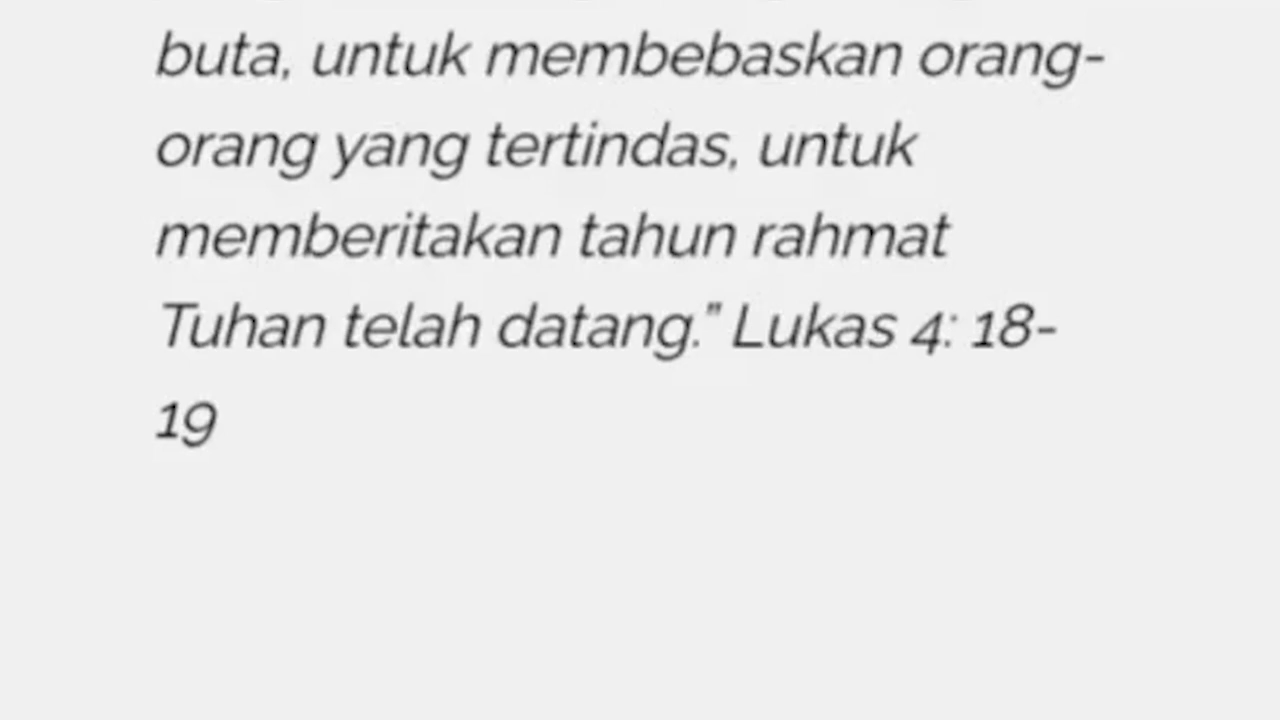 buta, untuk membebaskan orang-
orang yang tertindas, untuk
memberitakan tahun rahmat
Tuhan telah datang.” Lukas 4: 18-
19